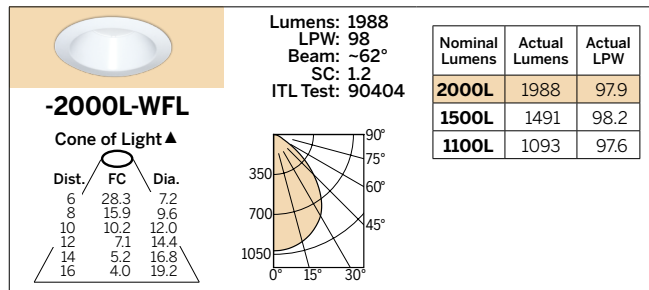 -2000L-WFL
Cone of Light▲
Dist. FC Dia.
6 28.3 7.2
8 15.9 9.6
10 10.2 12.0
12 7.1 14.4
14 5.2 16.8
16 4.0 19.2
Lumens: 1988
LPW: 98
Beam: ~62°
SC: 1.2
ITL Test: 90404
90°
75°
60°
45°
350
700
1050
0° 15° 30°
Nominal Lumens Actual Lumens Actual LPW
2000L 1988 97.9
1500L 1491 98.2
1100L 1093 97.6